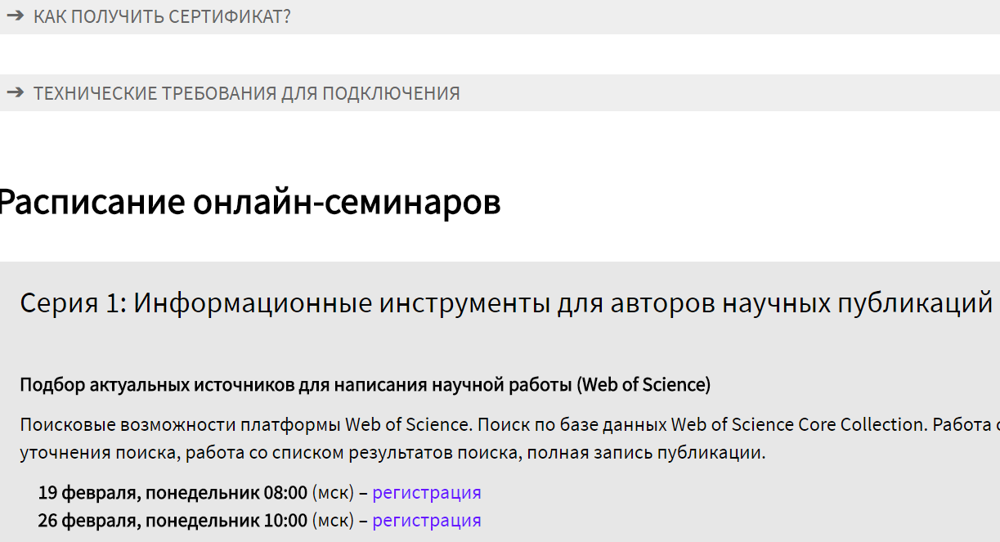 ➔ КАК ПОЛУЧИТЬ СЕРТИФИКАТ?
➔ ТЕХНИЧЕСКИЕ ТРЕБОВАНИЯ ДЛЯ ПОДКЛЮЧЕНИЯ
Расписание онлайн-семинаров
Серия 1: Информационные инструменты для авторов научных публикаций
Подбор актуальных источников для написания научной работы (Web of Science)
Поисковые возможности платформы Web of Science. Поиск по базе данных Web of Science Core Collection. Работа
уточнения поиска, работа со списком результатов поиска, полная запись публикации.
19 февраля, понедельник 08:00 (мск) – регистрация
26 февраля, понедельник 10:00 (мск) – регистрация